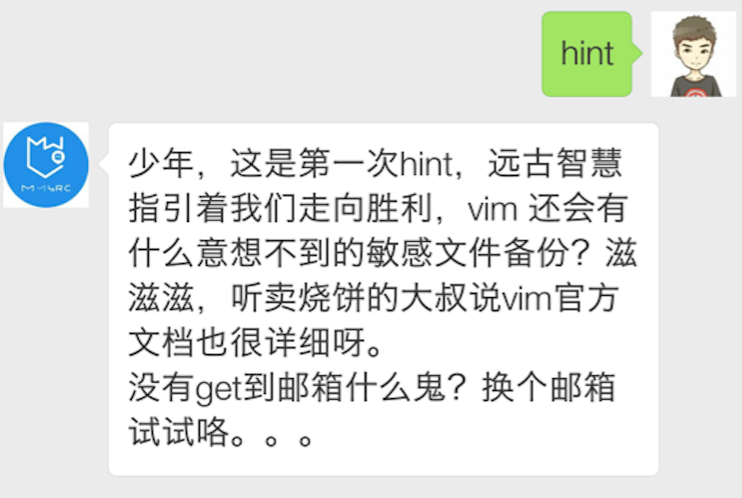 hint
少年，这是第一次hint，远古智慧
指引着我们走向胜利，vim 还会有
什么意想不到的敏感文件备份？滋
滋滋，听卖烧饼的大叔说vim官方
文档也很详细呀。
没有get到邮箱什么鬼？换个邮箱
试试咯。。。